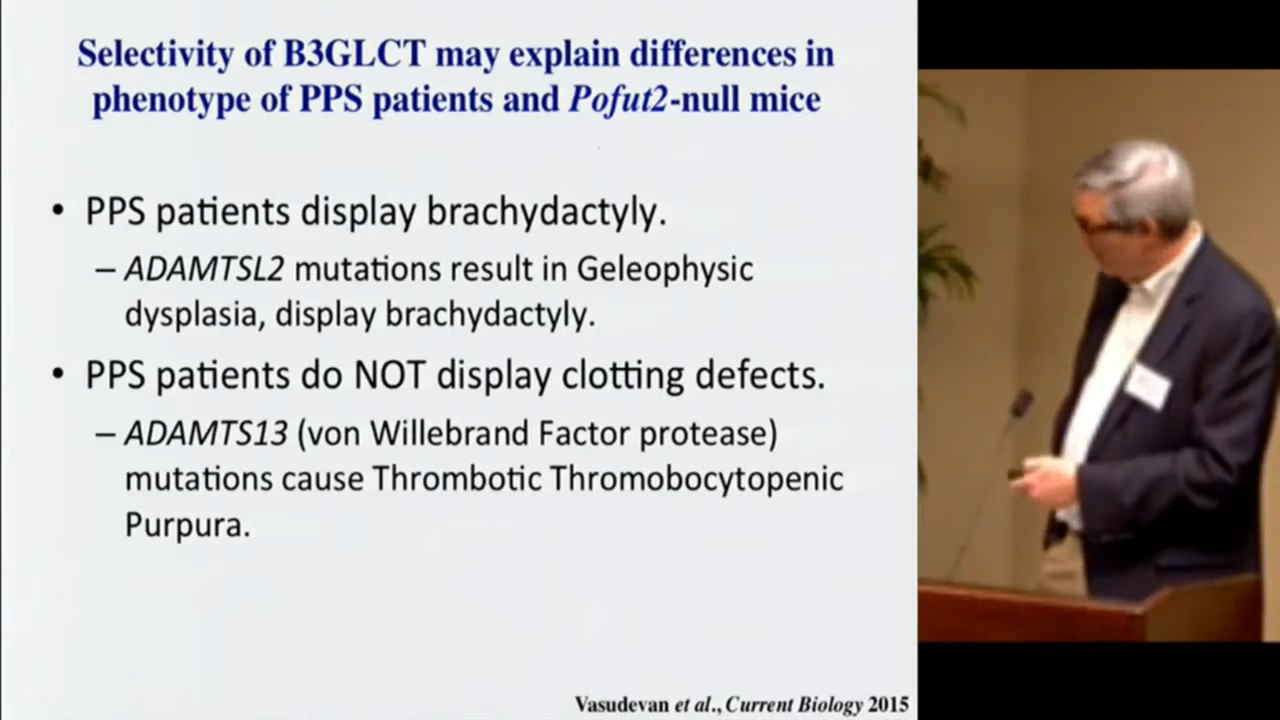 Selectivity of B3GLCT may explain differences in
phenotype of PPS patients and Pofut2-null mice
• PPS patients display brachydactyly.
– ADAMTSL2 mutations result in Geleophysic
dysplasia, display brachydactyly.
• PPS patients do NOT display clotting defects.
– ADAMTS13 (von Willebrand Factor protease)
mutations cause Thrombotic Thromobocytopenic
Purpura.
Vasudevan et al., Current Biology 2015